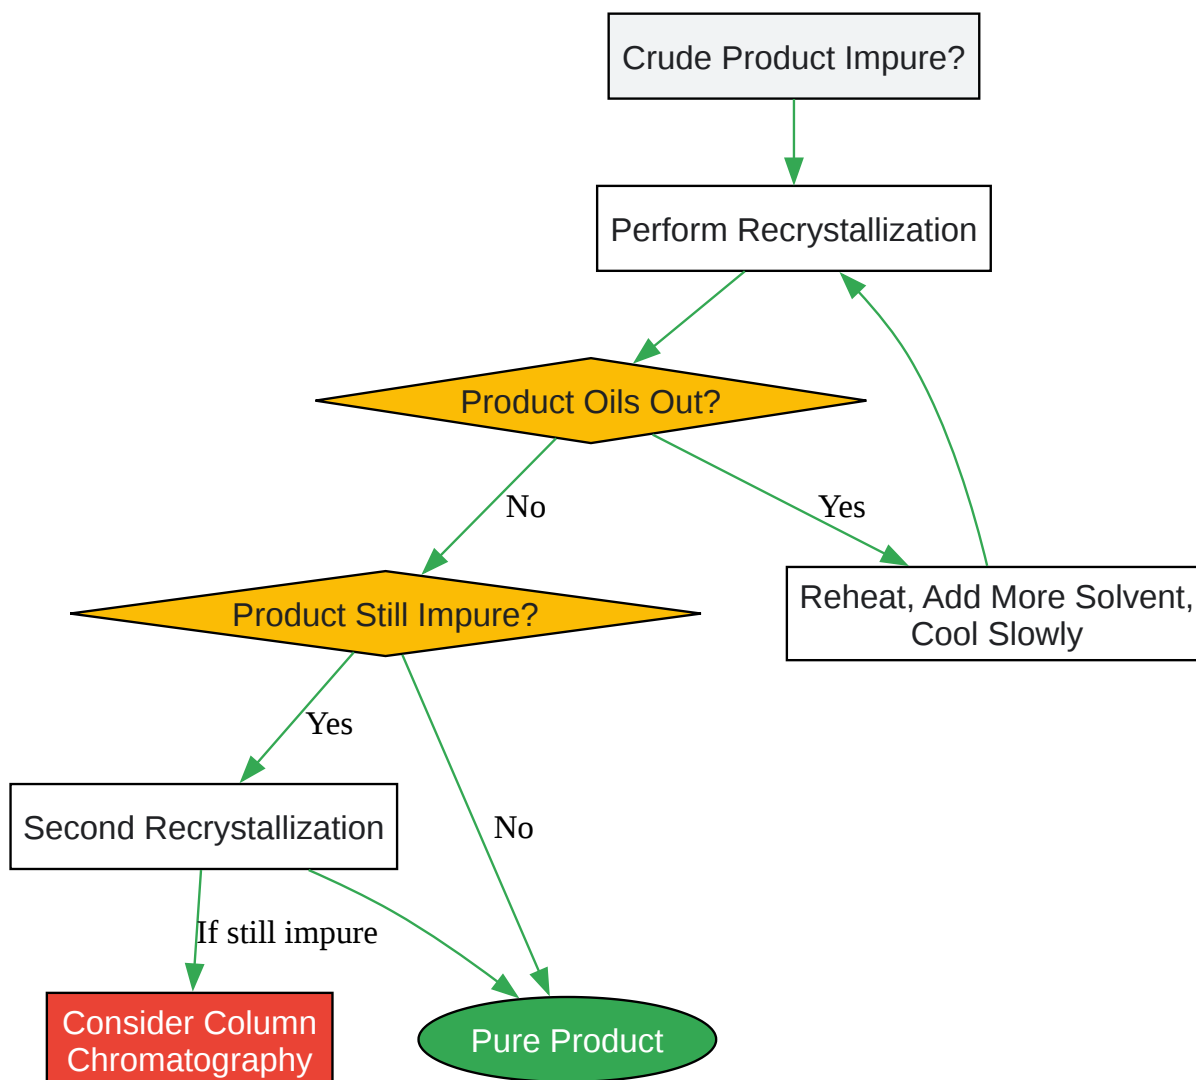 Crude Product Impure?
Perform Recrystallization
Product Oils Out?
No
Yes
Product Still Impure?
Reheat, Add More Solvent,
Cool Slowly
Yes
Second Recrystallization
No
If still impure
Consider Column
Chromatography
Pure Product